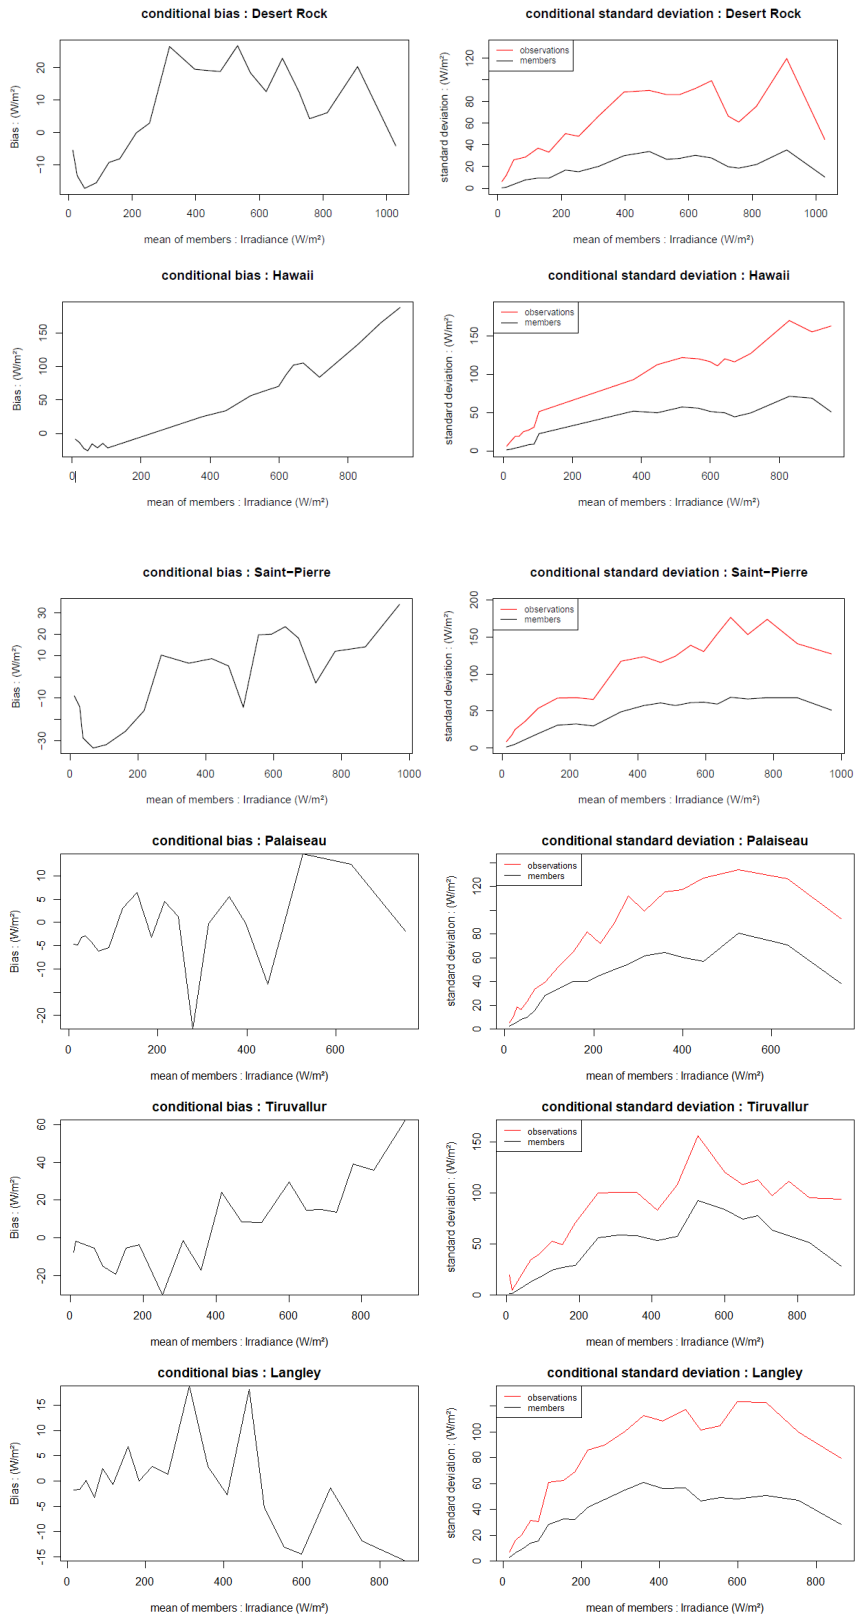 conditional bias : Desert Rock
Bias : (W/m²)
20
10
0
−10
0 200 400 600 800 1000
mean of members : Irradiance (W/m²)
conditional standard deviation : Desert Rock
observations
members
standard deviation : (W/m²)
120
80
60
40
20
0
0 200 400 600 800 1000
mean of members : Irradiance (W/m²)
conditional bias : Hawaii
Bias : (W/m²)
150
100
50
0
0 200 400 600 800
mean of members : Irradiance (W/m²)
conditional standard deviation : Hawaii
observations
members
standard deviation : (W/m²)
150
100
50
0
0 200 400 600 800
mean of members : Irradiance (W/m²)
conditional bias : Saint−Pierre
Bias : (W/m²)
30
20
10
−10
−30
0 200 400 600 800 1000
mean of members : Irradiance (W/m²)
conditional standard deviation : Saint−Pierre
observations
members
standard deviation : (W/m²)
200
150
100
50
0
0 200 400 600 800 1000
mean of members : Irradiance (W/m²)
conditional bias : Palaiseau
Bias : (W/m²)
10
5
0
−5
−10
−20
0 200 400 600
mean of members : Irradiance (W/m²)
conditional standard deviation : Palaiseau
observations
members
standard deviation : (W/m²)
120
80
60
40
20
0
0 200 400 600
mean of members : Irradiance (W/m²)
conditional bias : Tiruvallur
Bias : (W/m²)
60
40
20
0
−20
0 200 400 600 800
mean of members : Irradiance (W/m²)
conditional standard deviation : Tiruvallur
observations
members
standard deviation : (W/m²)
150
100
50
0
0 200 400 600 800
mean of members : Irradiance (W/m²)
conditional bias : Langley
Bias : (W/m²)
15
10
5
0
−5
−10
−15
0 200 400 600 800
mean of members : Irradiance (W/m²)
conditional standard deviation : Langley
observations
members
standard deviation : (W/m²)
120
80
60
40
20
0
0 200 400 600 800
mean of members : Irradiance (W/m²)